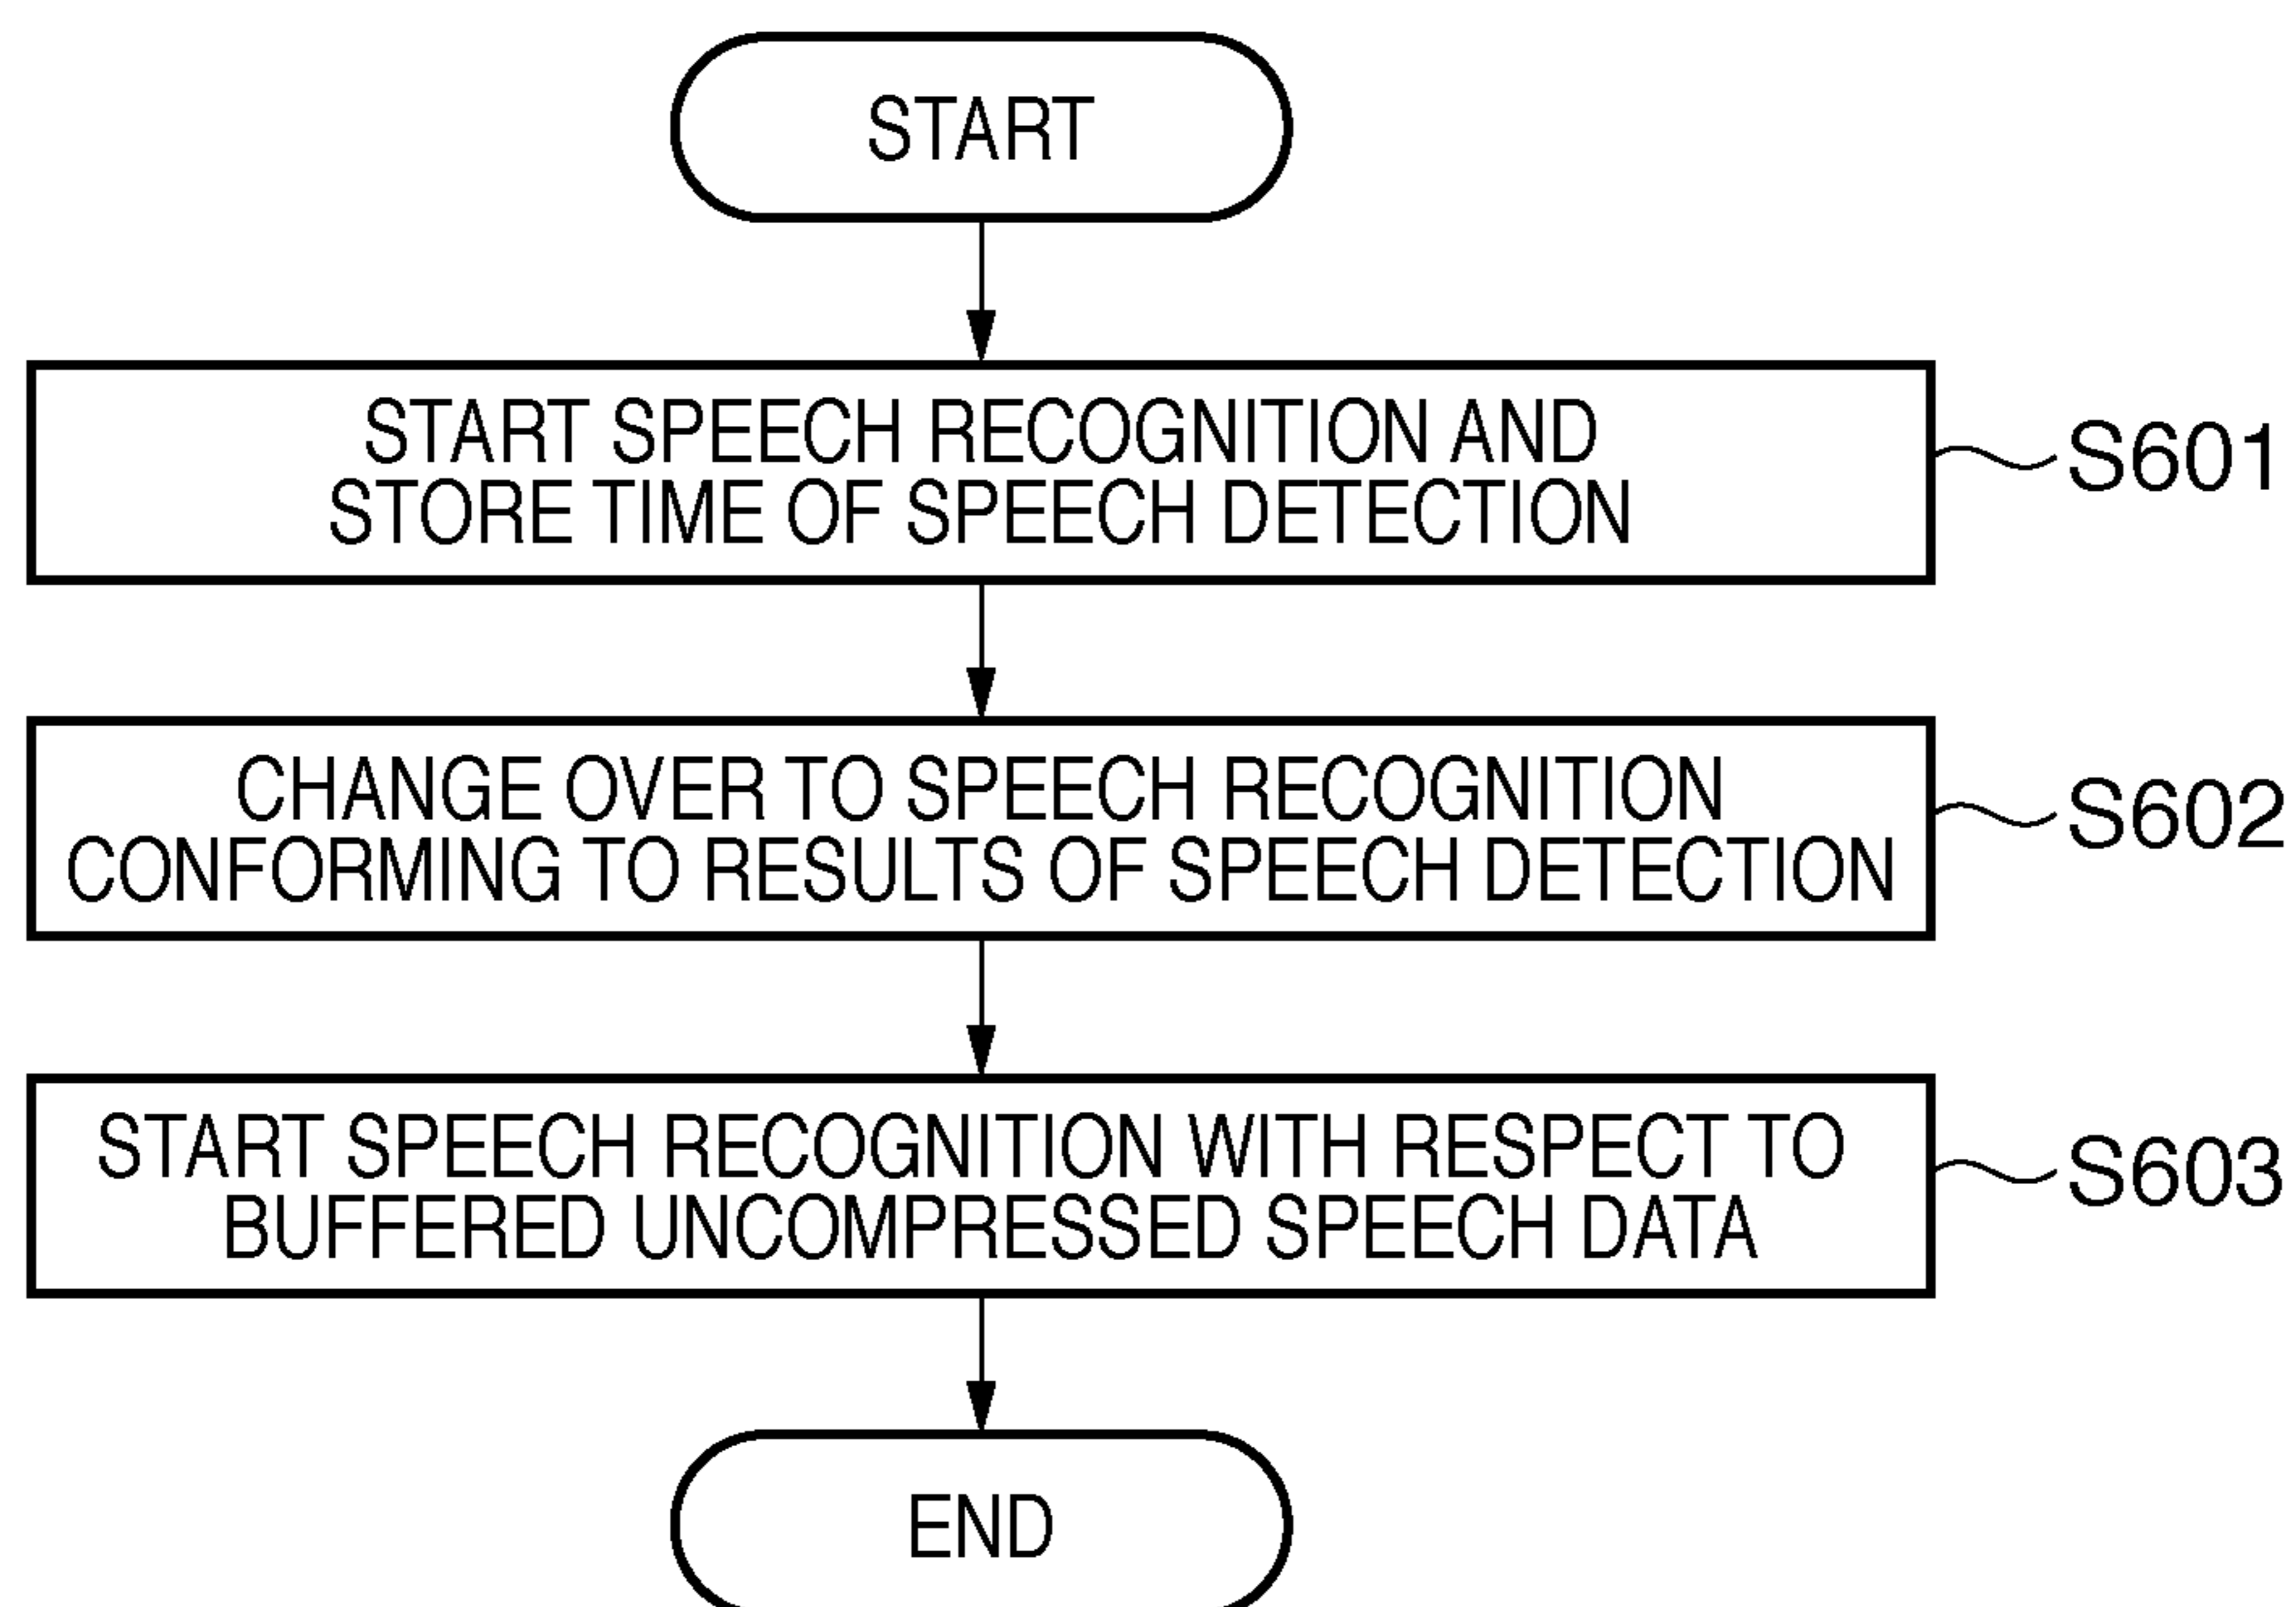 START
START SPEECH RECOGNITION AND
STORE TIME OF SPEECH DETECTION
S601
CHANGE OVER TO SPEECH RECOGNITION
CONFORMING TO RESULTS OF SPEECH DETECTION
S602
START SPEECH RECOGNITION WITH RESPECT TO
BUFFERED UNCOMPRESSED SPEECH DATA
S603
END